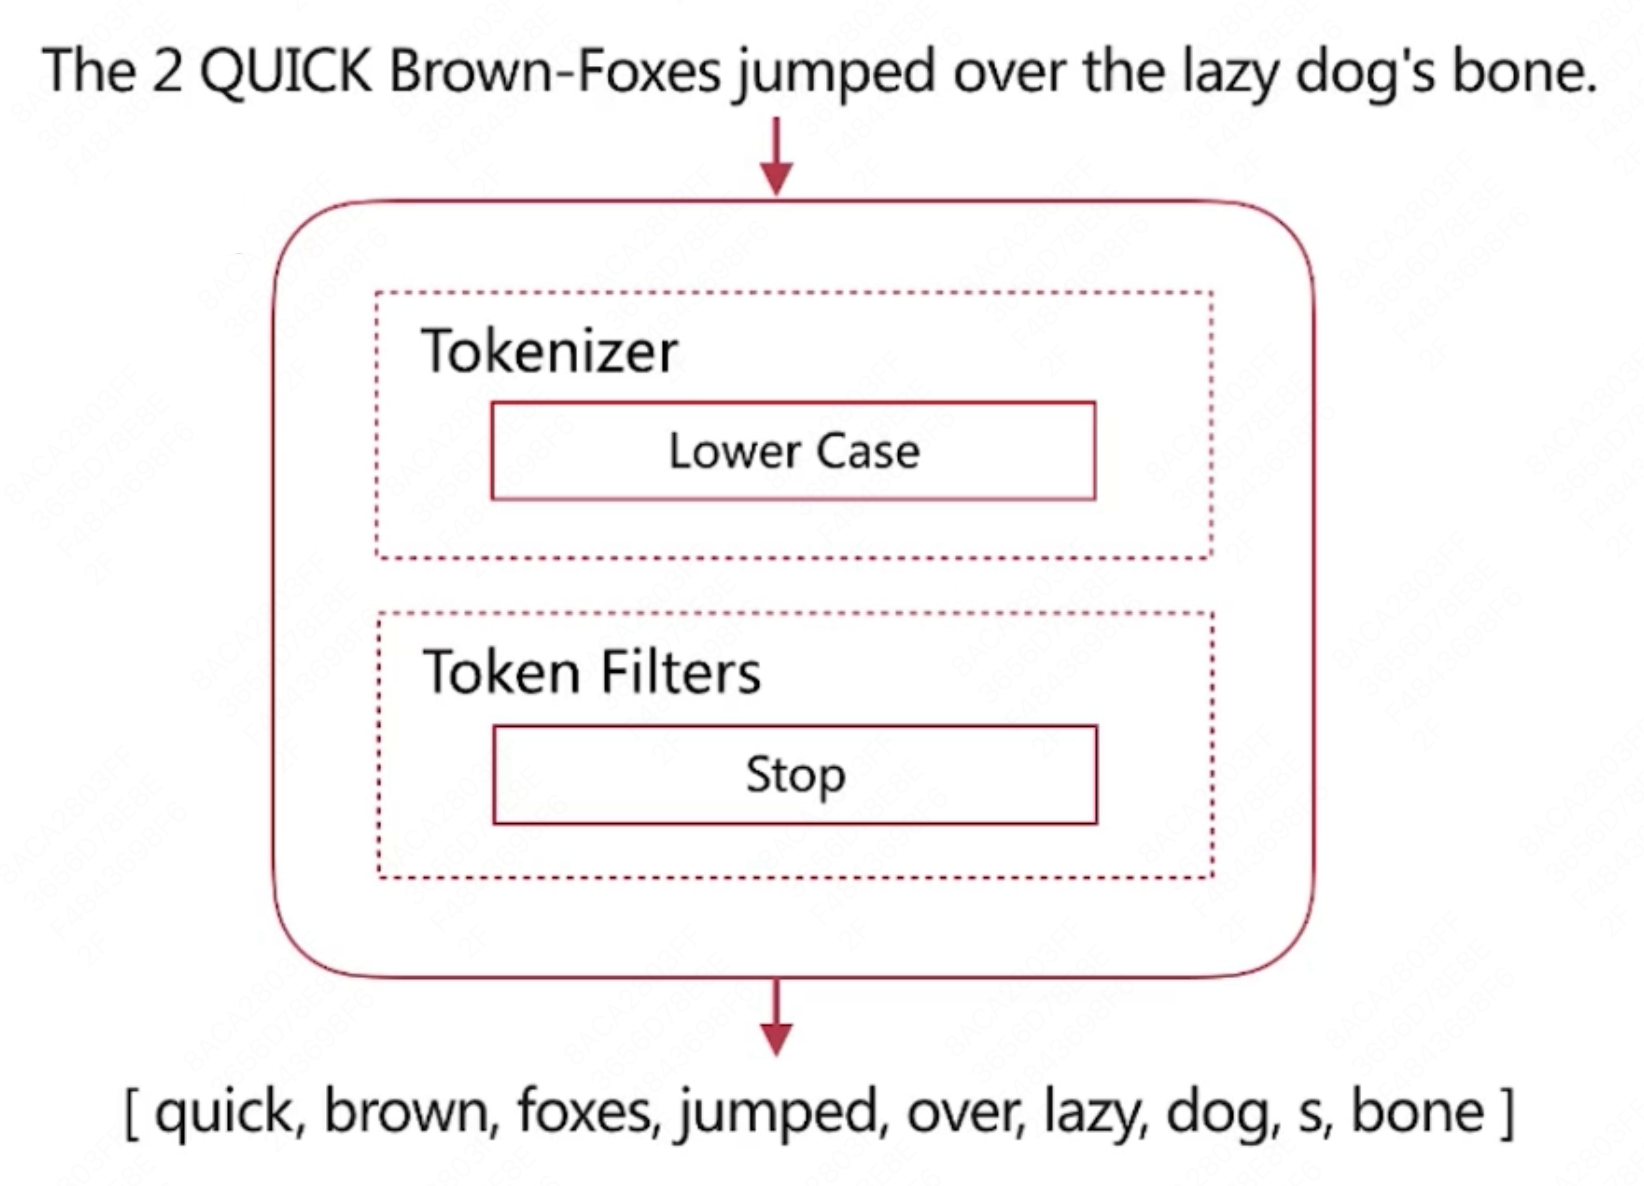 The 2 QUICK Brown-Foxes jumped over the lazy dog's bone.
Tokenizer
Lower Case
Token Filters
Stop
[ quick, brown, foxes, jumped, over, lazy, dog, s, bone ]